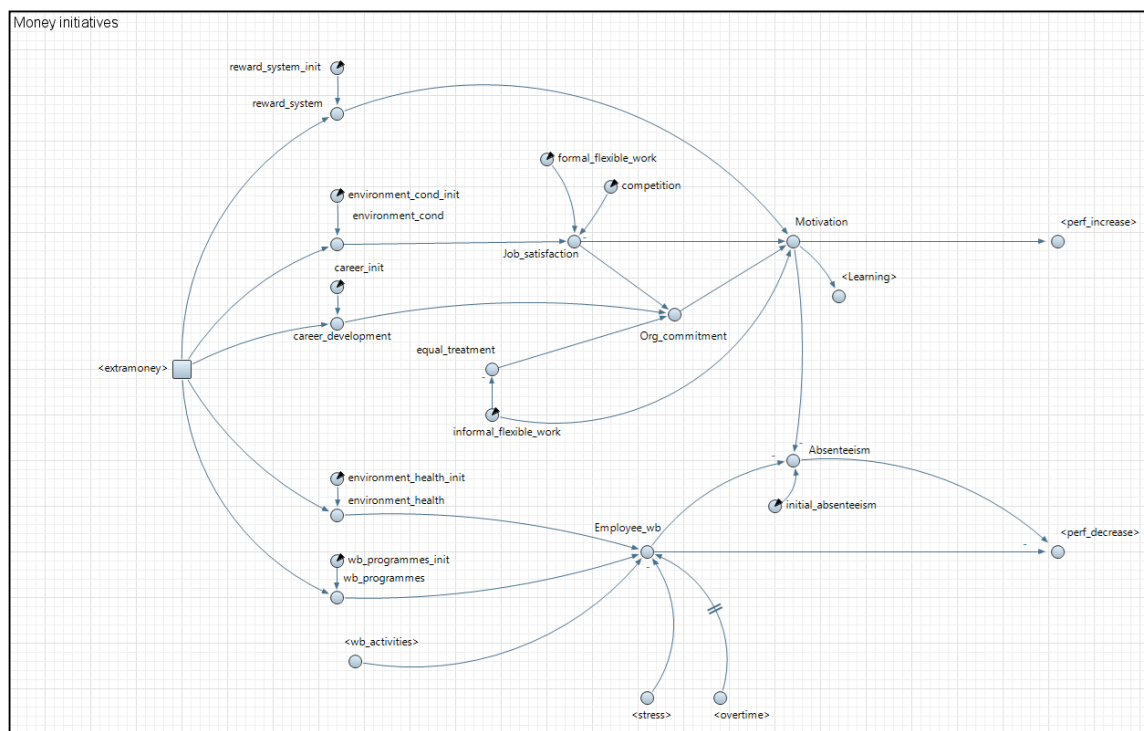 Money initiatives
reward_system_init
reward_system
formal_flexible_work
competition
environment_cond_init
environment_cond
Motivation
<perf_increase>
Job_satisfaction
career_init
<Learning>
career_development
Org_commitment
equal_treatment
<extramoney>
informal_flexible_work
Absenteeism
environment_health_init
environment_health
initial_absenteeism
Employee_wb
<perf_decrease>
wb_programmes_init
wb_programmes
<wb_activities>
<stress>
<overtime>